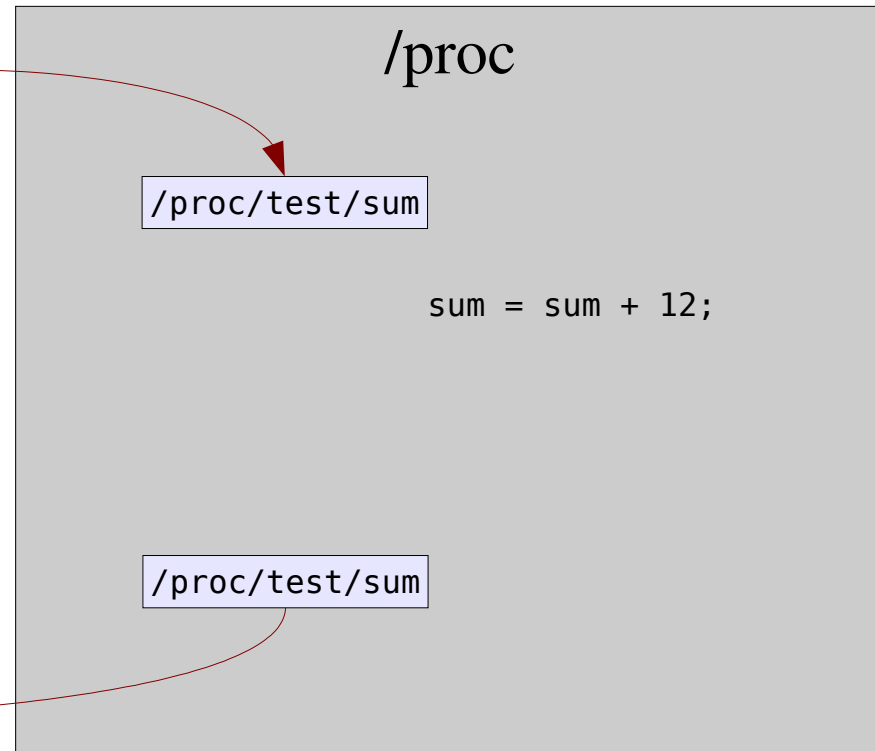 /proc
/proc/test/sum
sum = sum + 12;
/proc/test/sum